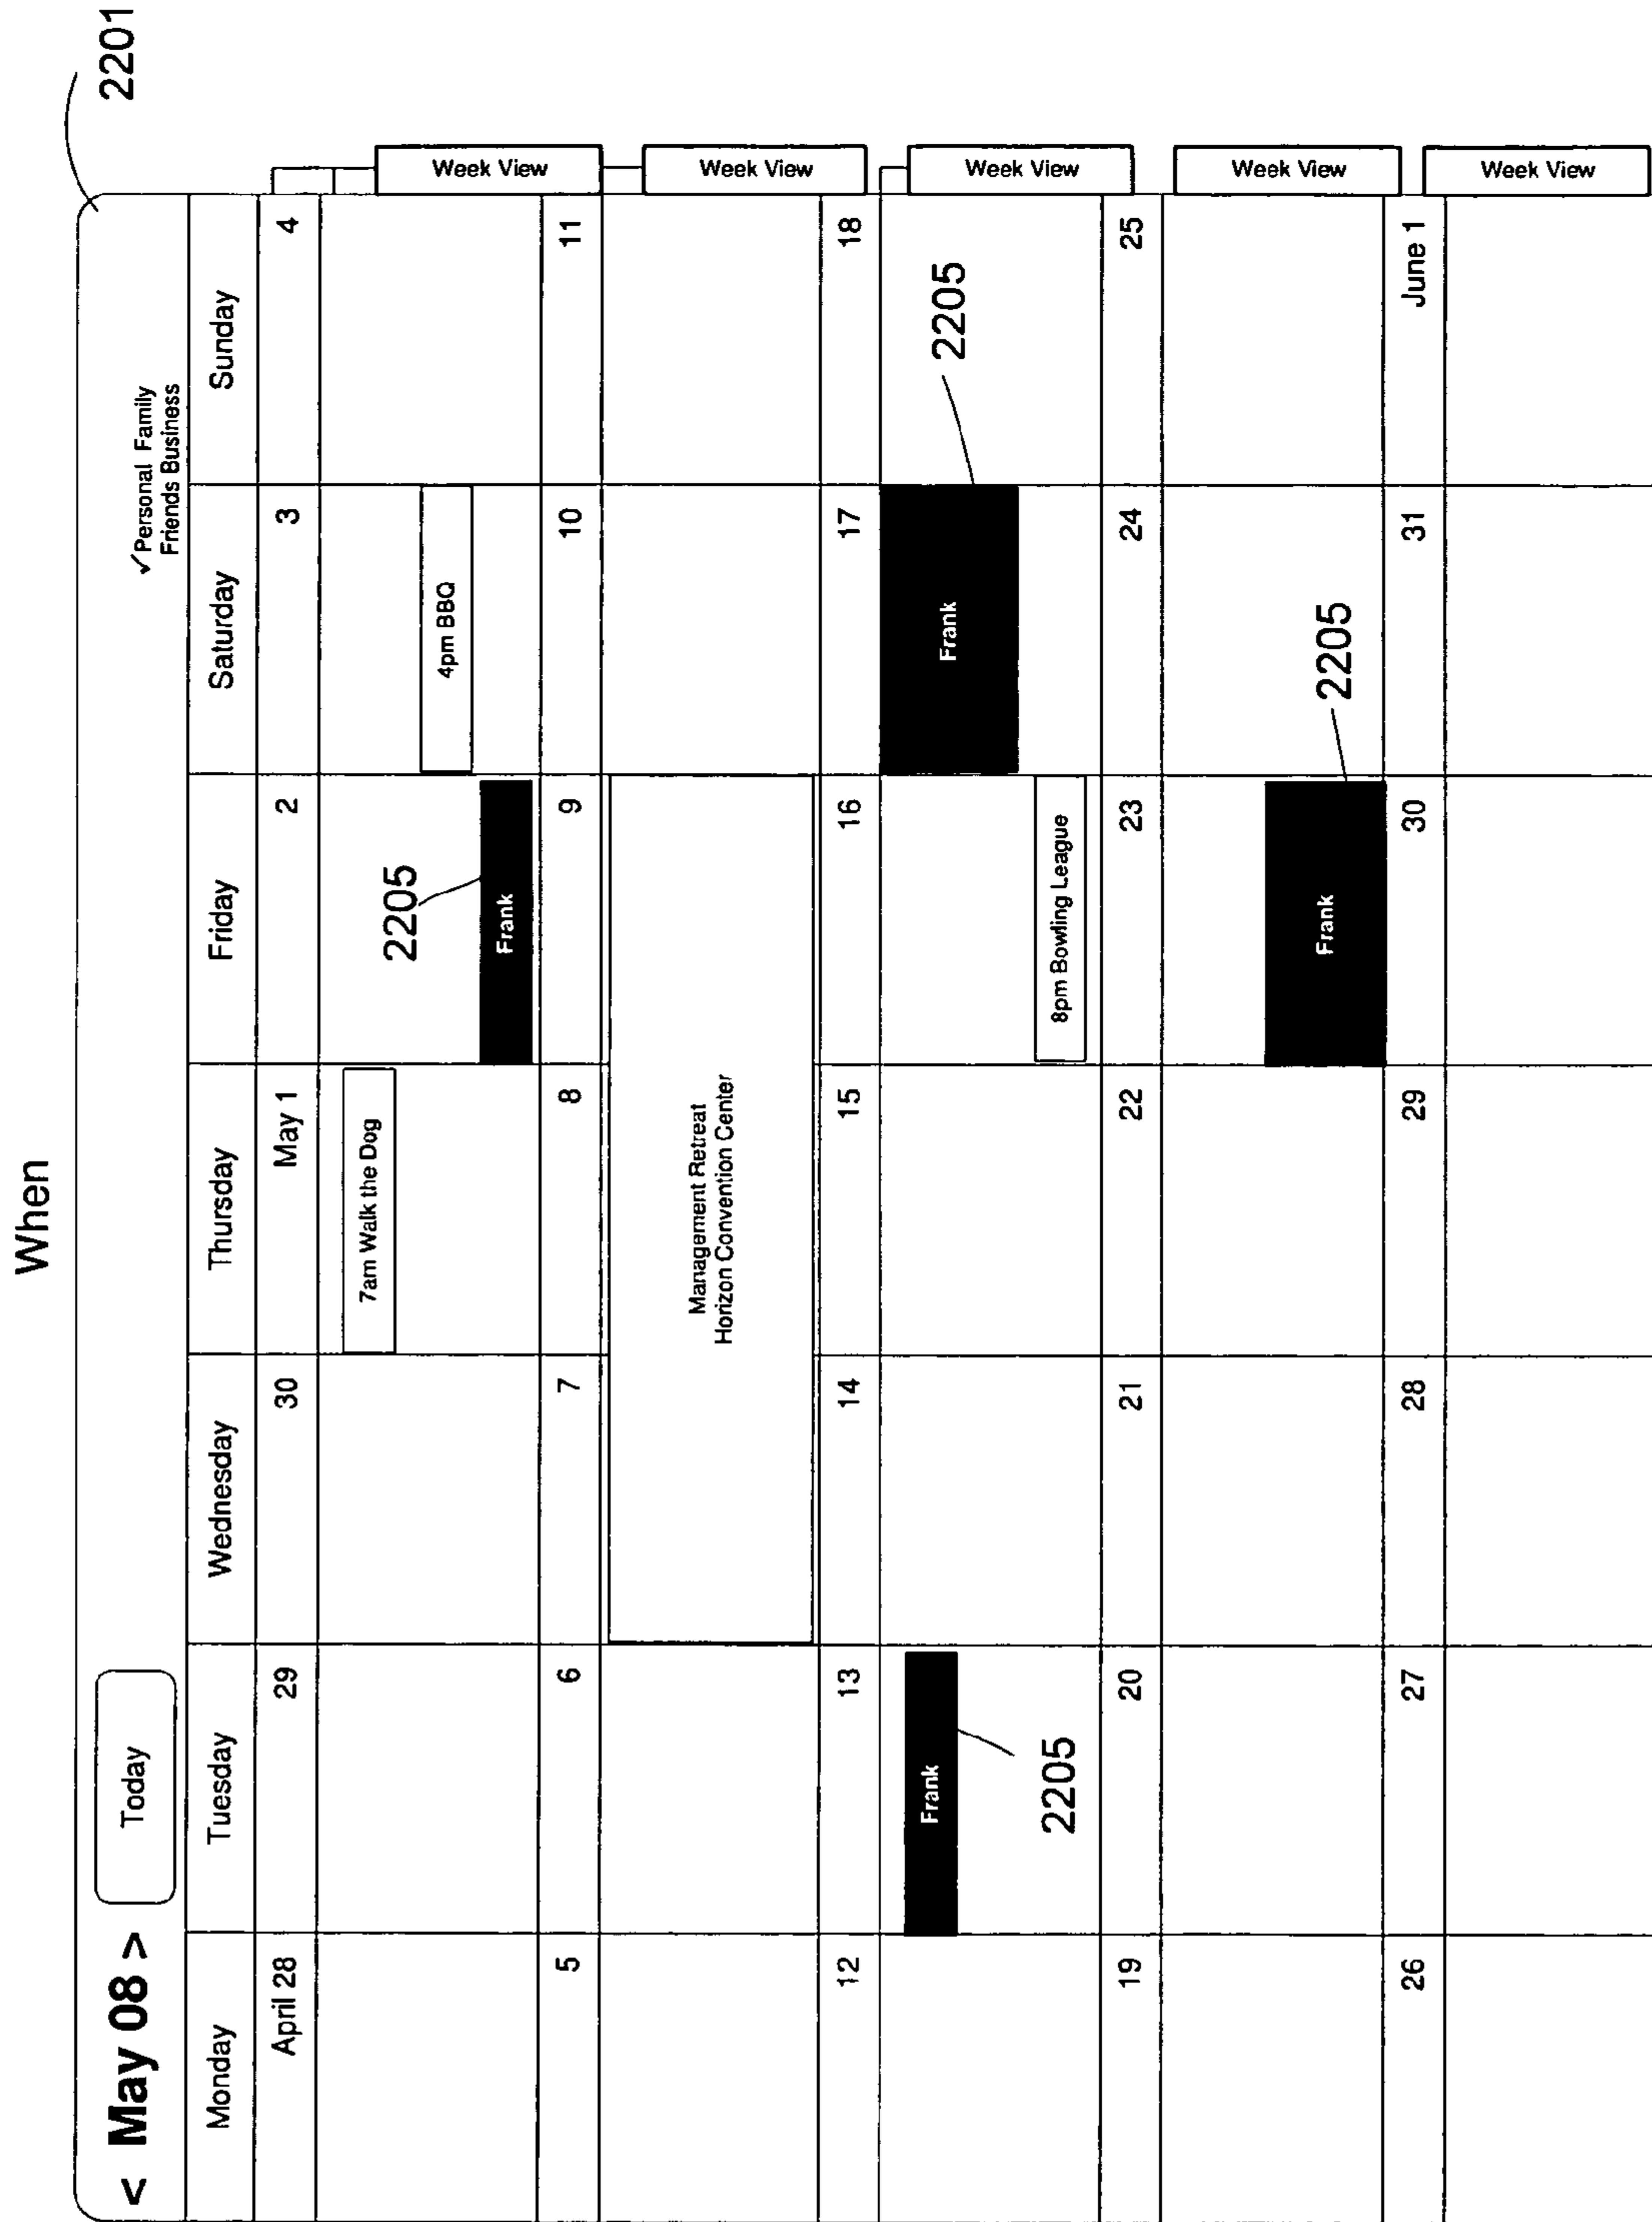 When
2201
< May 08 >
Today
✓Personal Family
Friends Business
Monday Tuesday Wednesday Thursday Friday Saturday Sunday
April 28 29 30 May 1 2 3 4
7am Walk the Dog
2205
Frank
4pm BBQ
Week View
5 6 7 8 9 10 11
Management Retreat
Horizon Convention Center
Week View
12 13 14 15 16 17 18
Frank
2205
8pm Bowling League
Frank
2205
Week View
19 20 21 22 23 24 25
Frank
2205
Week View
26 27 28 29 30 31 June 1
Week View